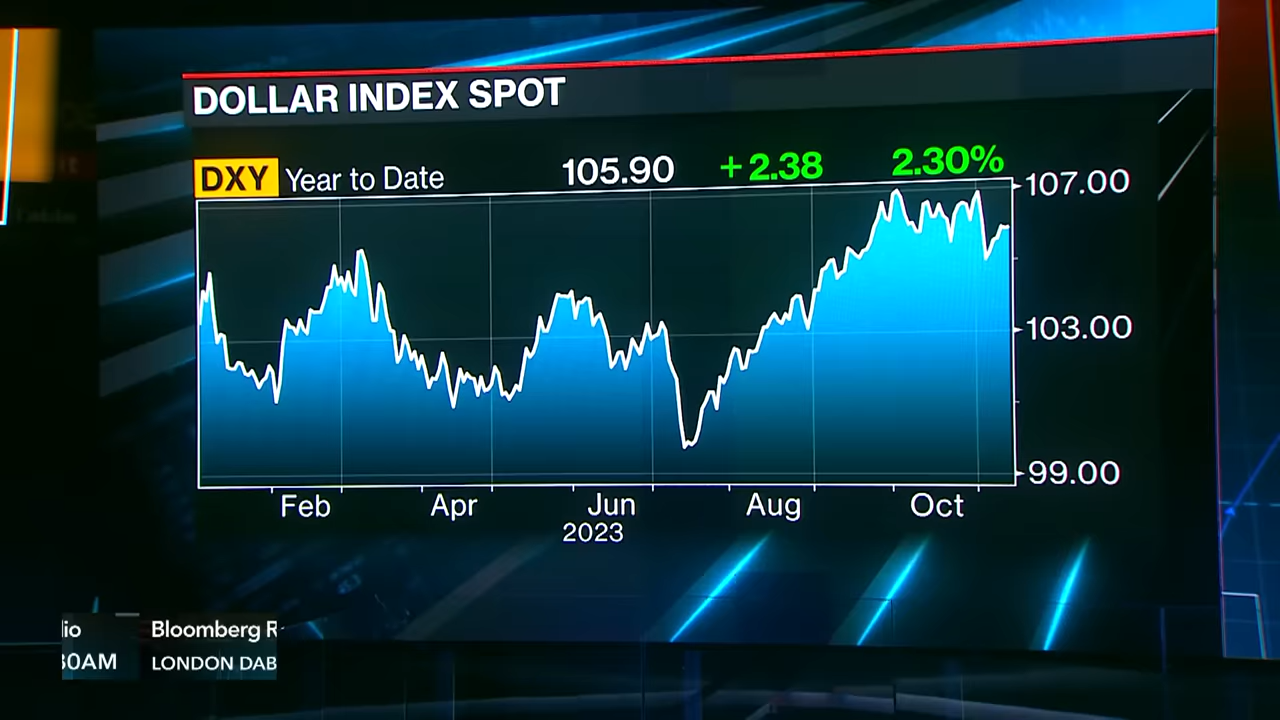 DOLLAR INDEX SPOT
DXY Year to Date 105.90 +2.38 2.30%
107.00
103.00
99.00
Feb Apr Jun Aug Oct
2023
Bloomberg R
30AM LONDON DAB